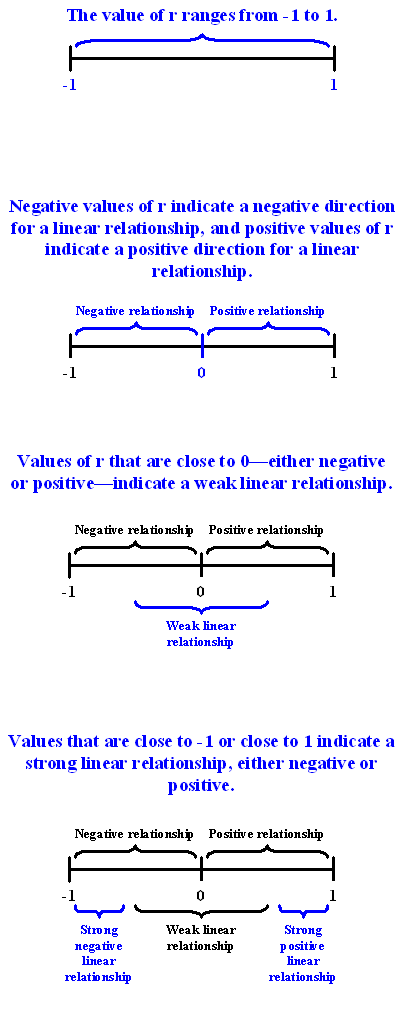 The value of r ranges from -1 to 1.
-1 1
Negative values of r indicate a negative direction
for a linear relationship, and positive values of r
indicate a positive direction for a linear
relationship.
Negative relationship Positive relationship
-1 0 1
Values of r that are close to 0—either negative
or positive—indicate a weak linear relationship.
Negative relationship Positive relationship
-1 0 1
Weak linear
relationship
Values that are close to -1 or close to 1 indicate a
strong linear relationship, either negative or
positive.
Negative relationship Positive relationship
-1 0 1
Strong
negative
linear
relationship
Weak linear
relationship
Strong
positive
linear
relationship